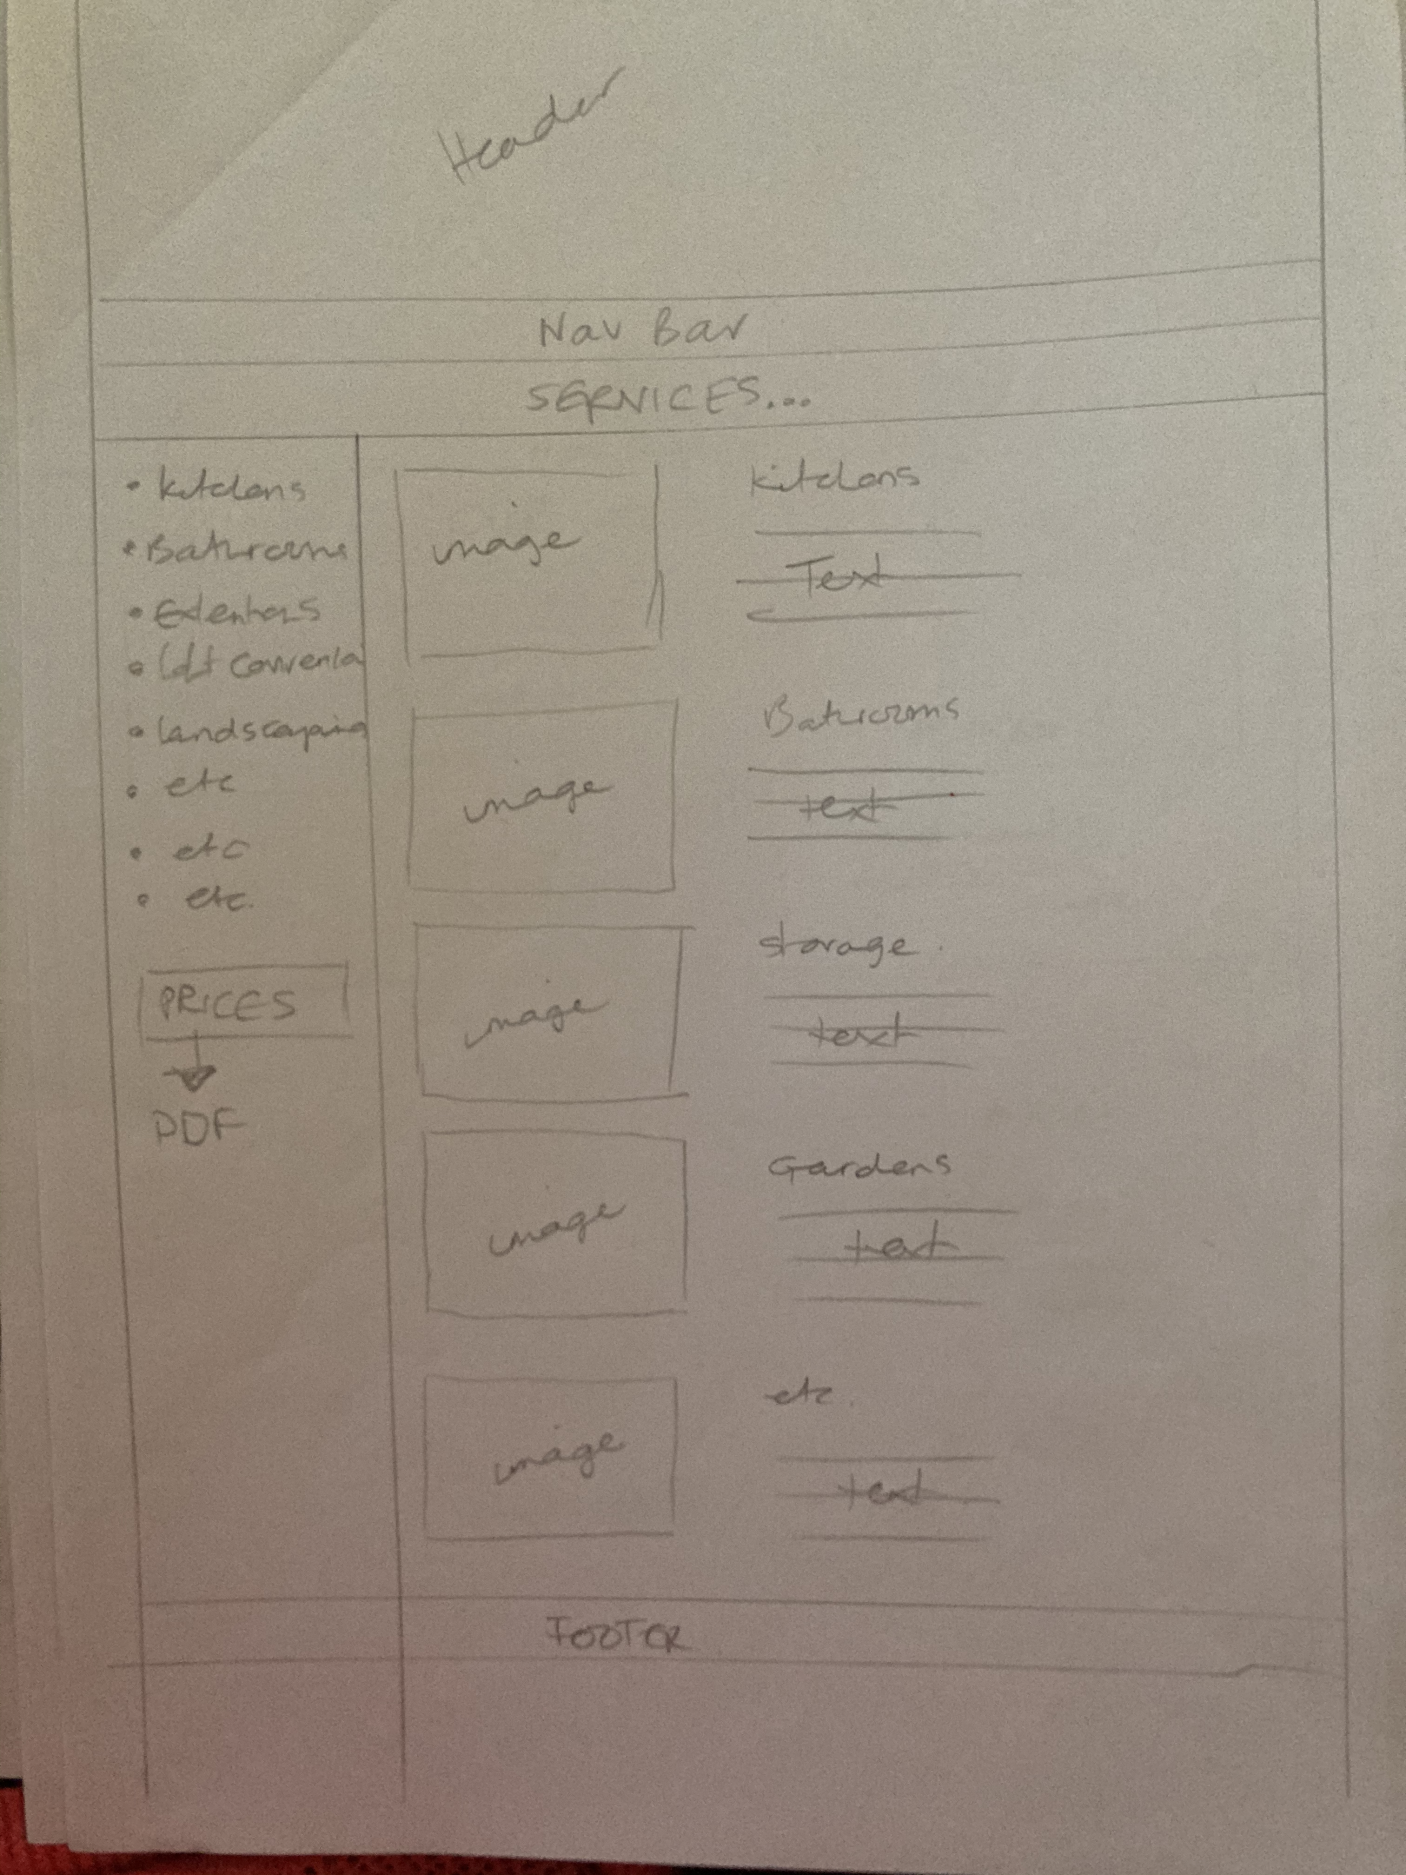 Header
Nav Bar
SERVICES...
• kitchens
• Bathrooms
• Extentions
• loft
• landscaping
• etc
• etc
• etc.
PRICES
PDF
image
kitchens
Text
image
Bathrooms
text
image
storage.
text
image
Gardens
text
image
etc.
text
FOOTER